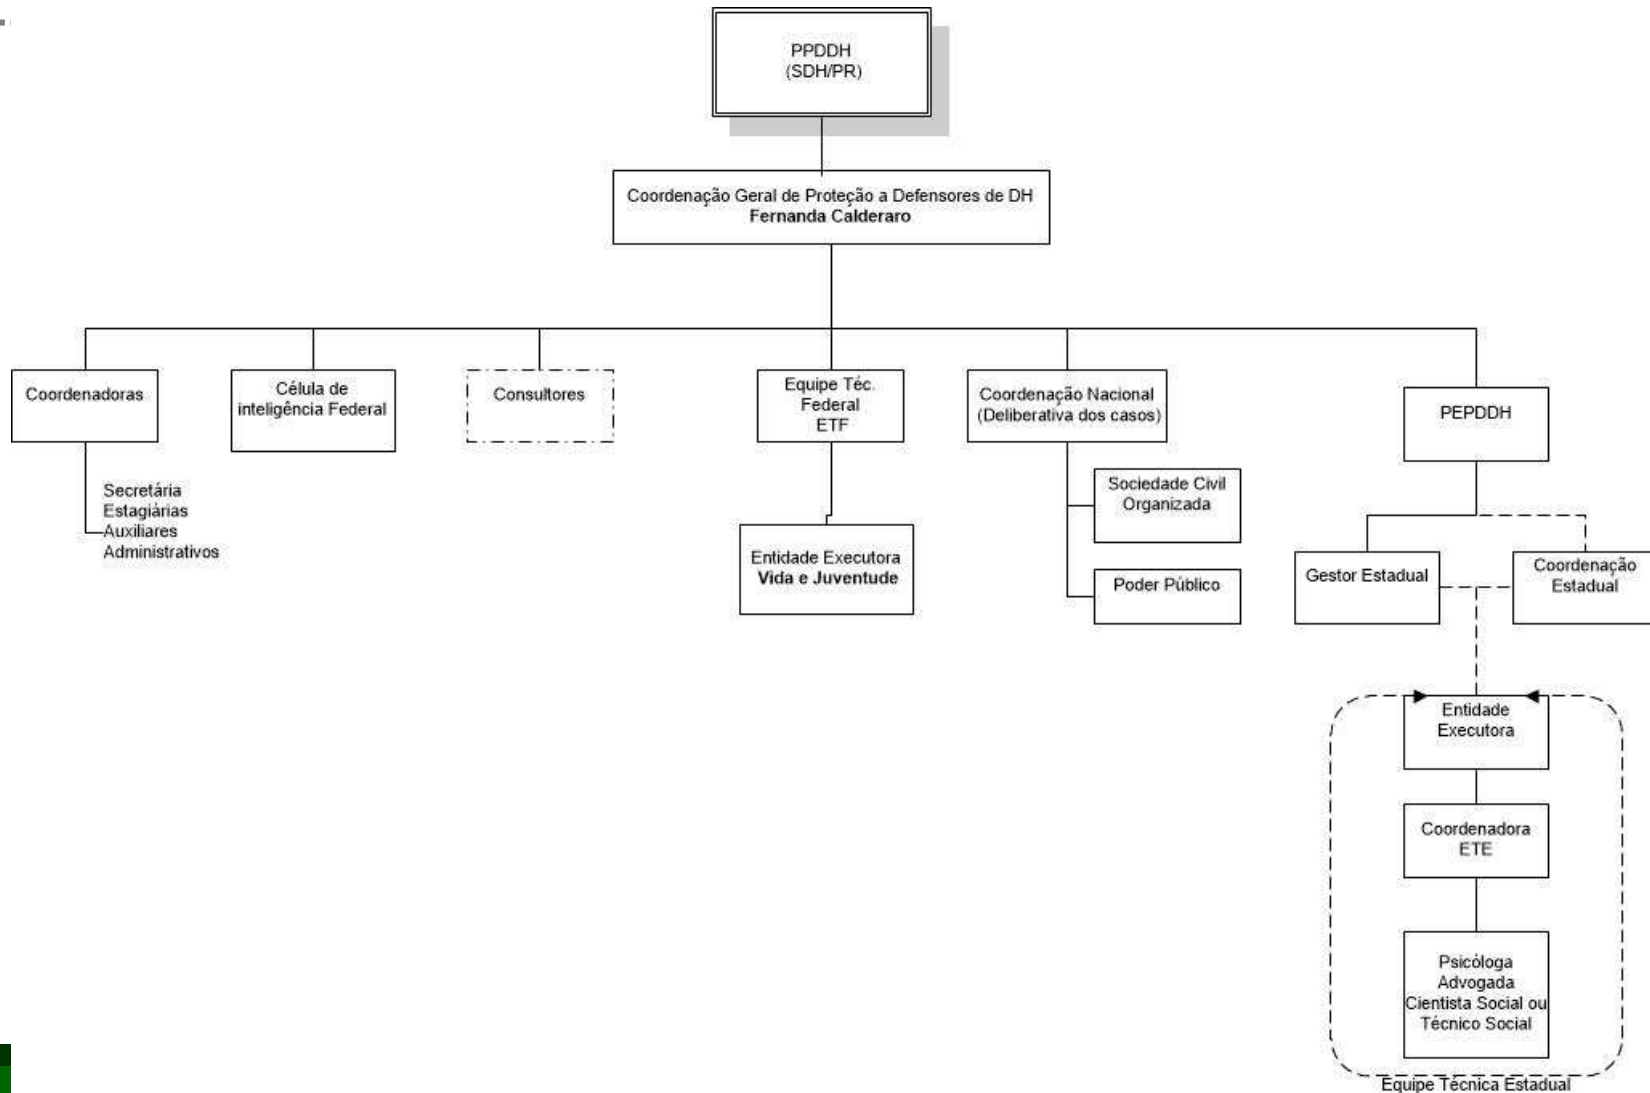 PPDDH
(SDH/PR)
Coordenação Geral de Proteção a Defensores de DH
Fernanda Calderaro
Coordenadoras
Célula de
inteligência Federal
Consultores
Equipe Téc.
Federal
ETF
Coordenação Nacional
(Deliberativa dos casos)
PEPDDH
Secretária
Estagiárias
Auxiliares
Administrativos
Entidade Executora
Vida e Juventude
Sociedade Civil
Organizada
Poder Público
Gestor Estadual
Coordenação
Estadual
Entidade
Executora
Coordenadora
ETE
Psicóloga
Advogada
Cientista Social ou
Técnico Social
Equipe Técnica Estadual